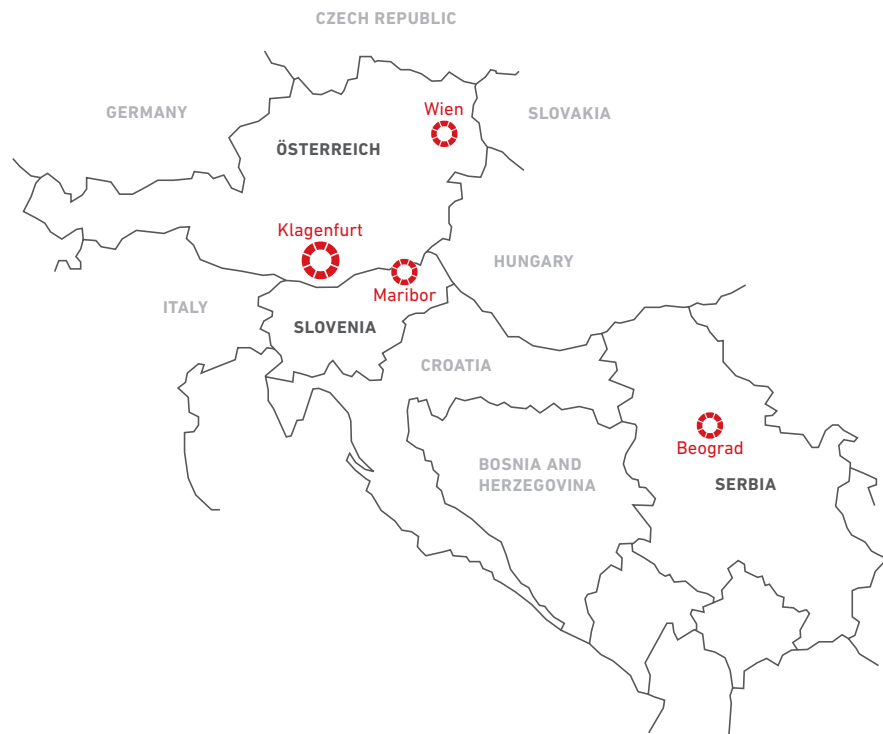 CZECH REPUBLIC
GERMANY
Wien
SLOVAKIA
ÖSTERREICH
Klagenfurt
HUNGARY
Maribor
ITALY
SLOVENIA
CROATIA
Beograd
BOSNIA AND
HERZEGOVINA
SERBIA